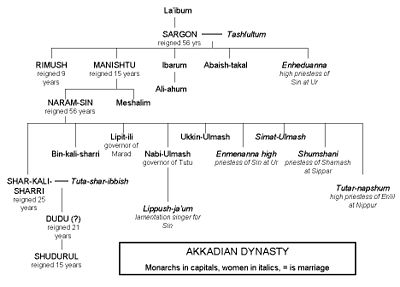 La'ibum
SARGON
reigned 56 yrs
Tashlultum
RIMUSH
reigned 9
years
MANISHTU
reigned 15 years
Ibarum
Abaish-takal
Enheduanna
high priestess of
Sin at Ur
Ali-ahum
NARAM-SIN
reigned 56 years
Meshalim
Bin-kali-sharri
Lipit-ili
governor of
Marad
Nabi-Ulmash
governor of Tutu
Ukkin-Ulmash
Enmenanna high
priestess of Sin at Ur
Simat-Ulmash
Shumshani
priestess of Shamash
at Sippar
Tutar-napshum
high priestess of Enlil
at Nippur
SHAR-KALI-
SHARRI
reigned 25
years
Tuta-shar-ibbish
Lippush-ja'um
lamentation singer for
Sin
DUDU (?)
reigned 21
years
SHUDURUL
reigned 15 years
AKKADIAN DYNASTY
Monarchs in capitals, women in italics, = is marriage